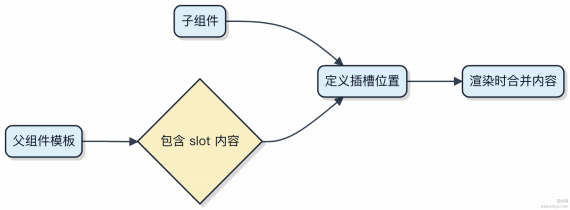 子组件
定义插槽位置
渲染时合并内容
父组件模板
包含 slot 内容